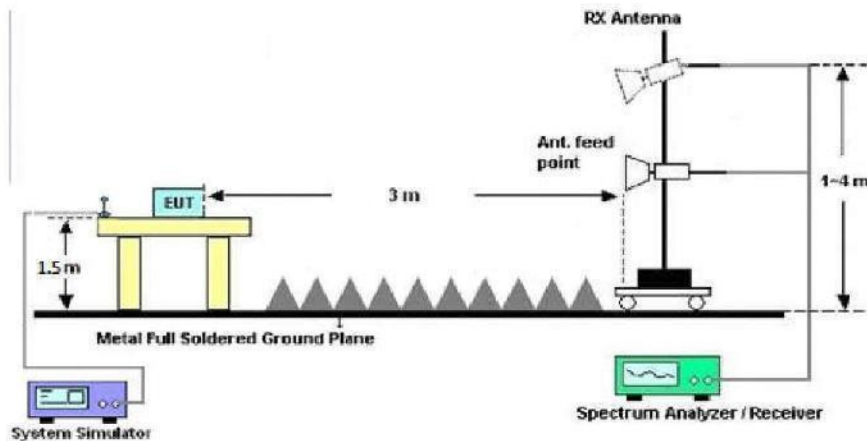 RX Antenna
Ant. feed
point
EUT
3 m
1~4 m
1.5 m
Metal Full Soldered Ground Plane
System Simulator
Spectrum Analyzer / Receiver